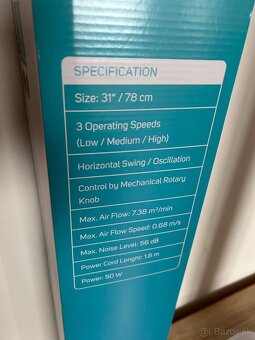 SPECIFICATION
Size: 31" / 78 cm
3 Operating Speeds
(Low / Medium / High)
Horizontal Swing / Oscillation
Control by Mechanical Rotary
Knob
Max. Air Flow: 7.38 m³/min
Max. Air Flow Speed: 0.68 m/s
Max. Noise Level: 56 dB
Power Cord Lenght: 1.6 m
Power: 50 W
© Bazos.sk